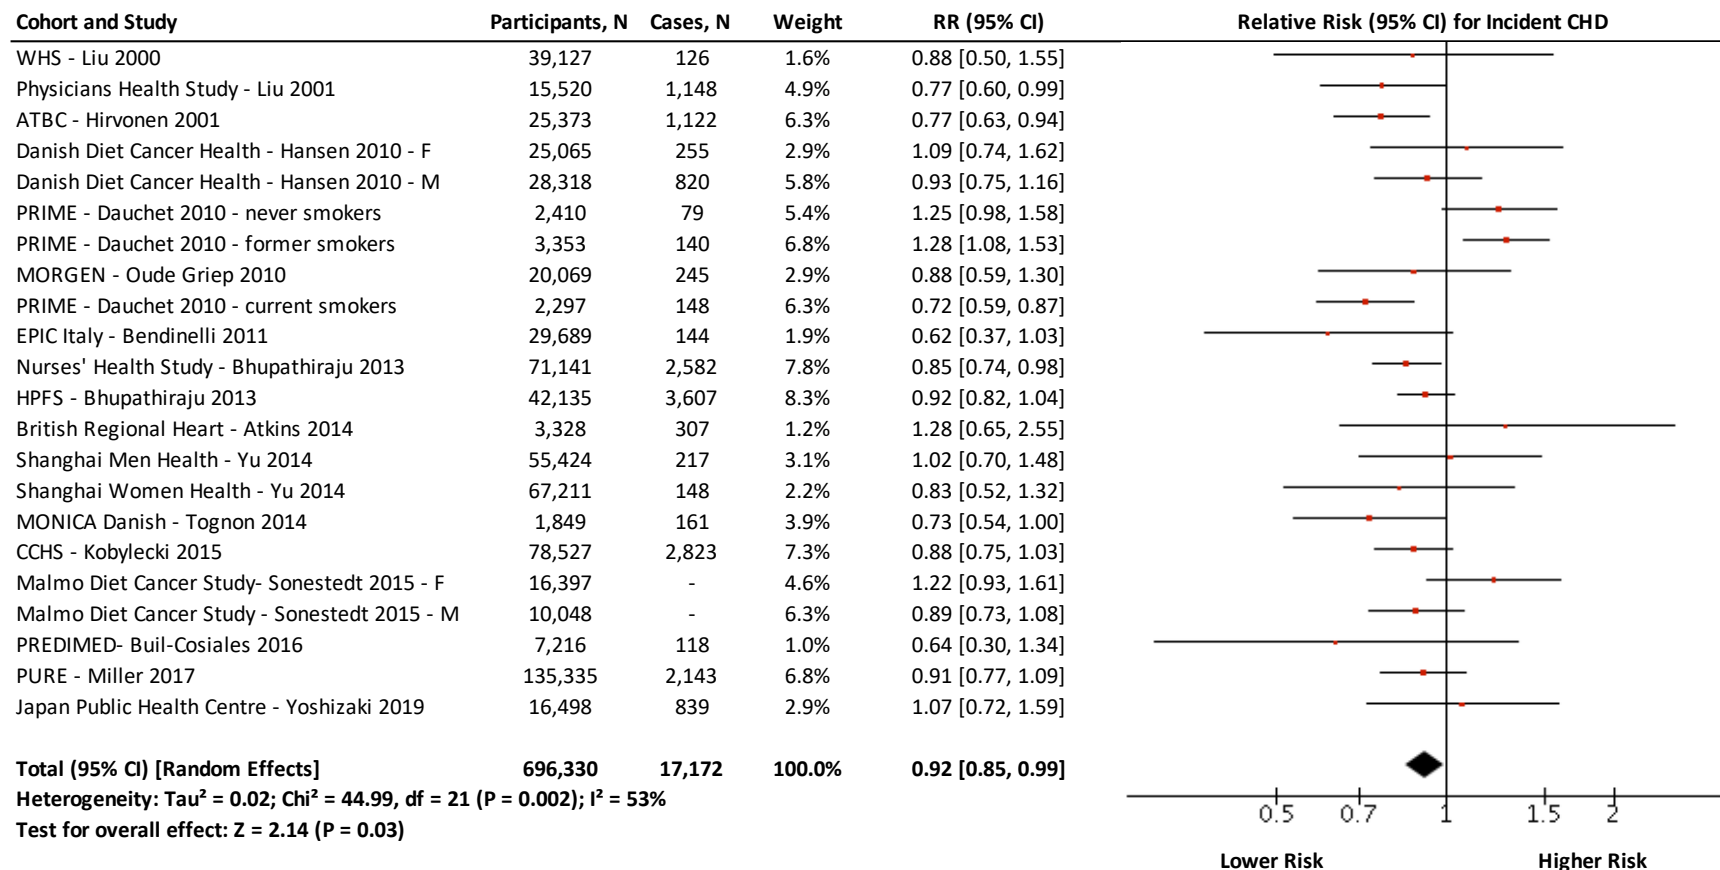 Cohort and Study Participants, N Cases, N Weight RR (95% CI) Relative Risk (95% CI) for Incident CHD
WHS - Liu 2000 39,127 126 1.6% 0.88 [0.50, 1.55]
Physicians Health Study - Liu 2001 15,520 1,148 4.9% 0.77 [0.60, 0.99]
ATBC - Hirvonen 2001 25,373 1,122 6.3% 0.77 [0.63, 0.94]
Danish Diet Cancer Health - Hansen 2010 - F 25,065 255 2.9% 1.09 [0.74, 1.62]
Danish Diet Cancer Health - Hansen 2010 - M 28,318 820 5.8% 0.93 [0.75, 1.16]
PRIME - Dauchet 2010 - never smokers 2,410 79 5.4% 1.25 [0.98, 1.58]
PRIME - Dauchet 2010 - former smokers 3,353 140 6.8% 1.28 [1.08, 1.53]
MORGEN - Oude Griep 2010 20,069 245 2.9% 0.88 [0.59, 1.30]
PRIME - Dauchet 2010 - current smokers 2,297 148 6.3% 0.72 [0.59, 0.87]
EPIC Italy - Bendinelli 2011 29,689 144 1.9% 0.62 [0.37, 1.03]
Nurses' Health Study - Bhupathiraju 2013 71,141 2,582 7.8% 0.85 [0.74, 0.98]
HPFS - Bhupathiraju 2013 42,135 3,607 8.3% 0.92 [0.82, 1.04]
British Regional Heart - Atkins 2014 3,328 307 1.2% 1.28 [0.65, 2.55]
Shanghai Men Health - Yu 2014 55,424 217 3.1% 1.02 [0.70, 1.48]
Shanghai Women Health - Yu 2014 67,211 148 2.2% 0.83 [0.52, 1.32]
MONICA Danish - Tognon 2014 1,849 161 3.9% 0.73 [0.54, 1.00]
CCHS - Kobylecki 2015 78,527 2,823 7.3% 0.88 [0.75, 1.03]
Malmo Diet Cancer Study- Sonestedt 2015 - F 16,397 - 4.6% 1.22 [0.93, 1.61]
Malmo Diet Cancer Study - Sonestedt 2015 - M 10,048 - 6.3% 0.89 [0.73, 1.08]
PREDIMED- Buil-Cosiales 2016 7,216 118 1.0% 0.64 [0.30, 1.34]
PURE - Miller 2017 135,335 2,143 6.8% 0.91 [0.77, 1.09]
Japan Public Health Centre - Yoshizaki 2019 16,498 839 2.9% 1.07 [0.72, 1.59]
Total (95% CI) [Random Effects] 696,330 17,172 100.0% 0.92 [0.85, 0.99]
Heterogeneity: Tau² = 0.02; Chi² = 44.99, df = 21 (P = 0.002); I² = 53%
Test for overall effect: Z = 2.14 (P = 0.03)
0.5 0.7 1 1.5 2
Lower Risk Higher Risk